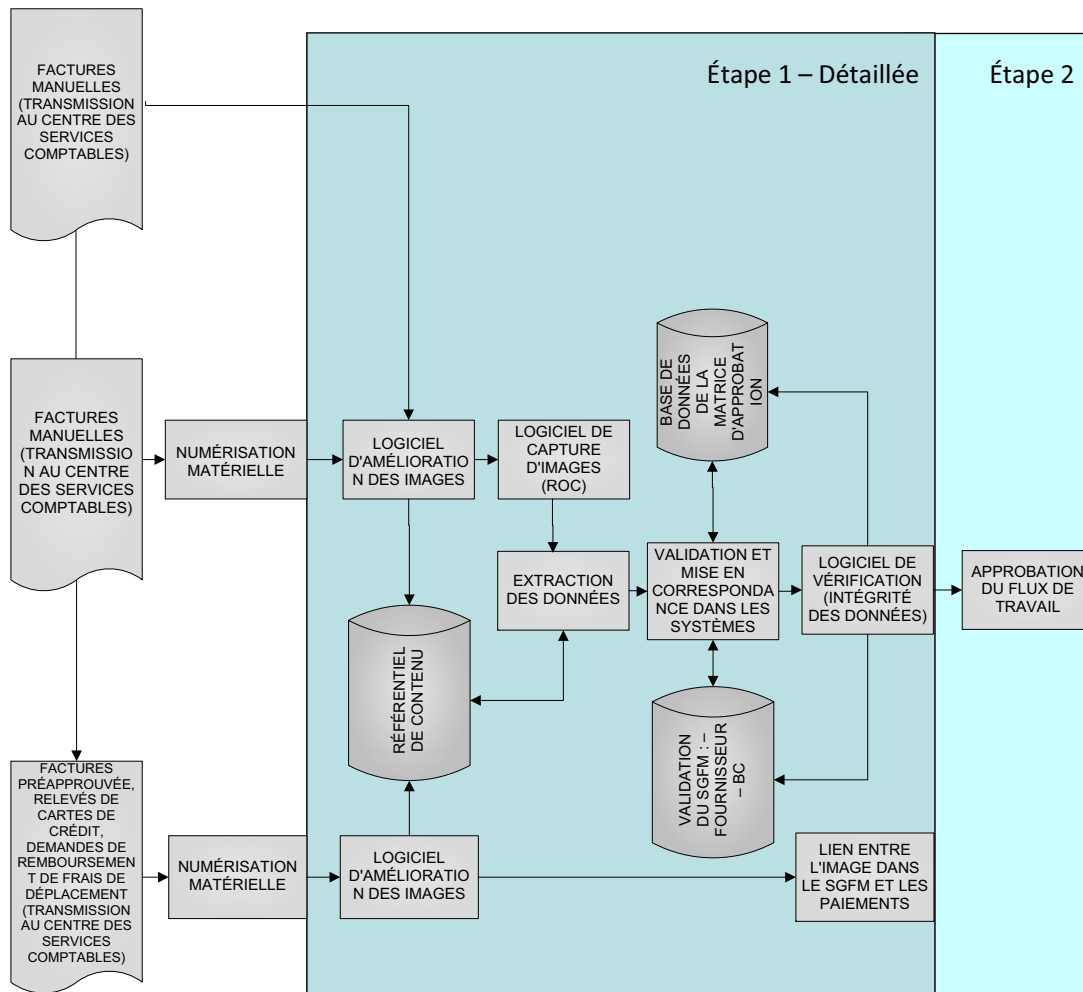 FACTURES
MANUELLES
(TRANSMISSION
AU CENTRE DES
SERVICES
COMPTABLES)
Étape 1 – Détaillée
Étape 2
FACTURES
MANUELLES
(TRANSMISSIO
N AU CENTRE
DES SERVICES
COMPTABLES)
NUMÉRISATION
MATÉRIELLE
LOGICIEL
D'AMÉLIORATIO
N DES IMAGES
LOGICIEL DE
CAPTURE
D'IMAGES
(ROC)
BASE DE
DONNÉES
DE LA
MATRICE
D'APPROBAT
ION
EXTRACTION
DES DONNÉES
VALIDATION ET
MISE EN
CORRESPONDA
NCE DANS LES
SYSTÈMES
LOGICIEL DE
VÉRIFICATION
(INTÉGRITÉ
DES DONNÉES)
APPROBATION
DU FLUX DE
TRAVAIL
RÉFÉRENTIEL
DE CONTENU
VALIDATION
DU SGFM : –
FOURNISSEUR
– BC
FACTURES
PRÉAPPROUVÉE,
RELEVÉS DE
CARTES DE
CRÉDIT,
DEMANDES DE
REMBOURSEMEN
T DE FRAIS DE
DÉPLACEMENT
(TRANSMISSION
AU CENTRE DES
SERVICES
COMPTABLES)
NUMÉRISATION
MATÉRIELLE
LOGICIEL
D'AMÉLIORATIO
N DES IMAGES
LIEN ENTRE
L'IMAGE DANS
LE SGFM ET LES
PAIEMENTS